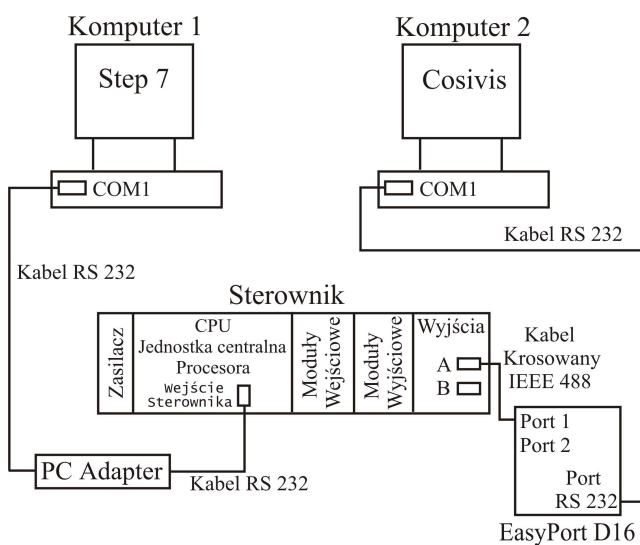 Komputer 1
Step 7
COM1
Kabel RS 232
Komputer 2
Cosivis
COM1
Kabel RS 232
Sterownik
Zasilacz
CPU
Jednostka centralna
Procesora
Wejście
Sterownika
Moduły
Wejściowe
Moduły
Wyjściowe
Wyjścia
A
B
Kabel
Krosowany
IEEE 488
PC Adapter
Kabel RS 232
Port 1
Port 2
Port
RS 232
EasyPort D16